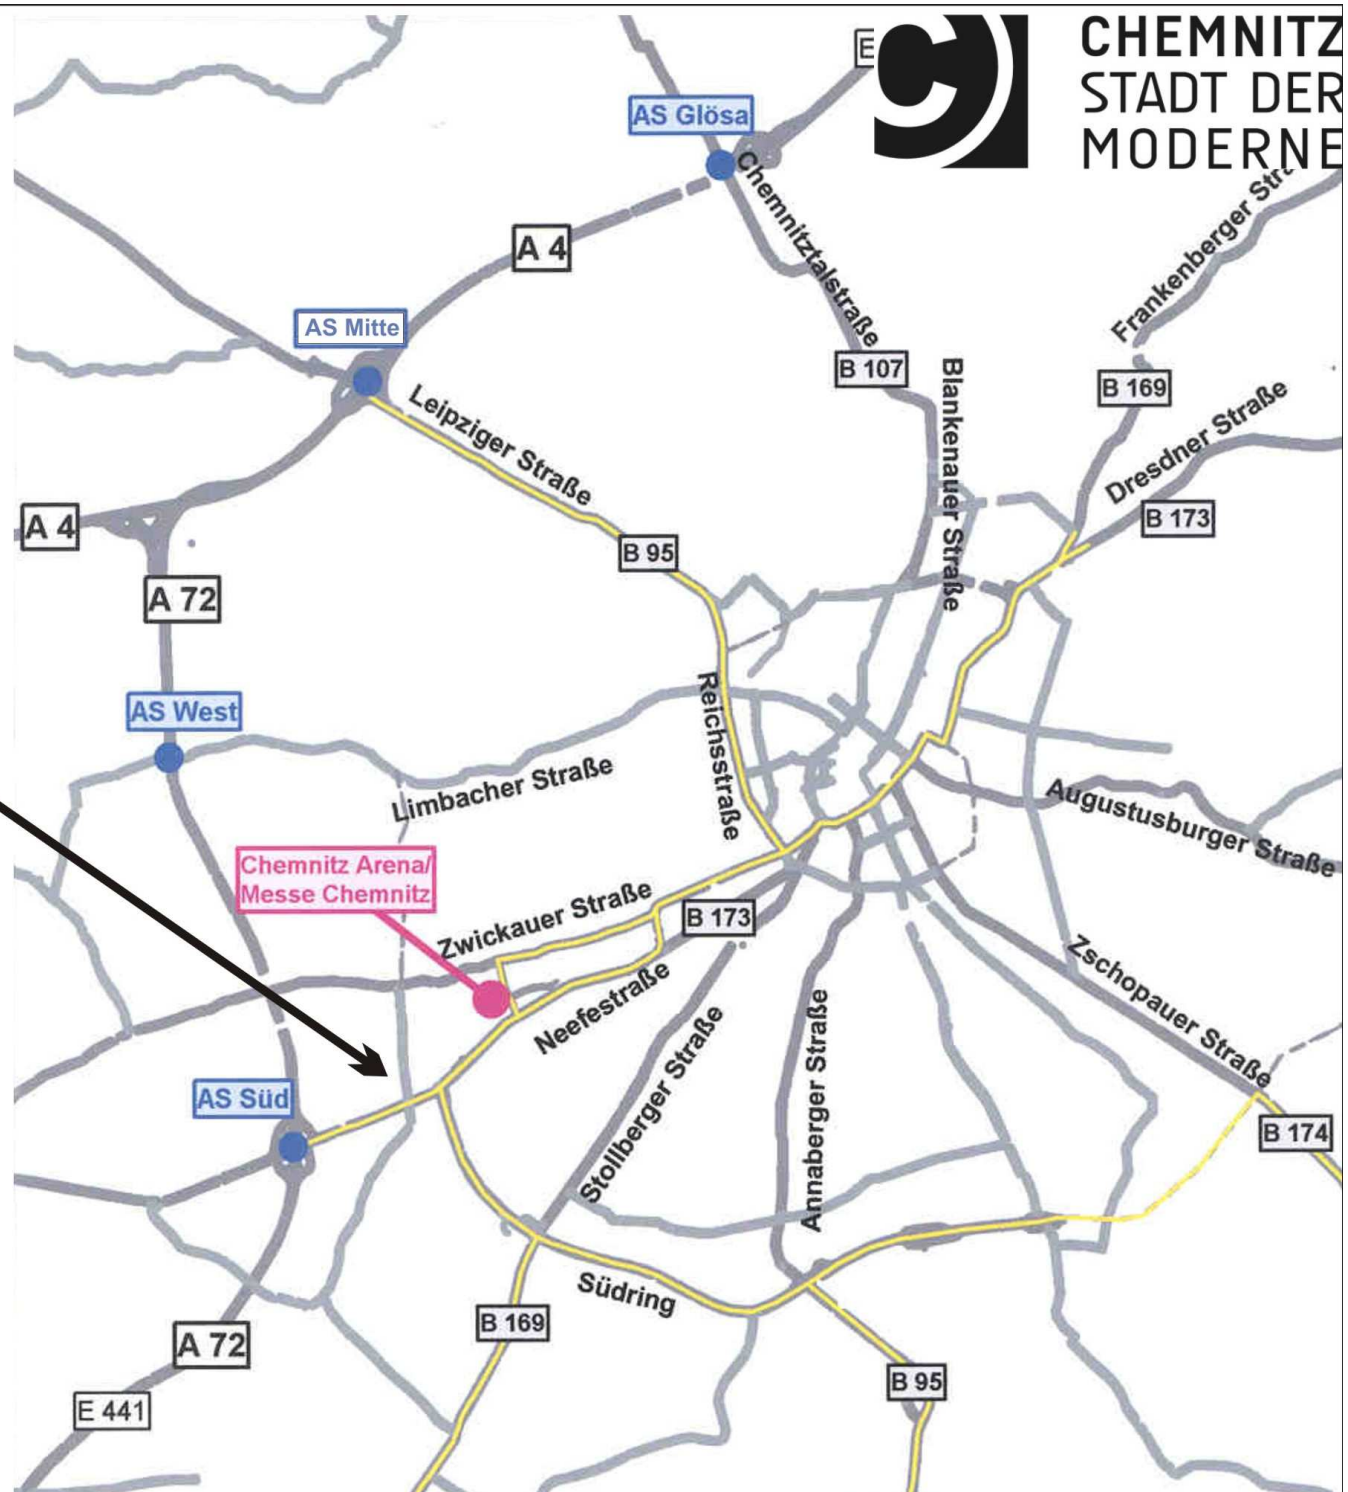 CHEMNITZ
STADT DER
MODERNE
E
AS Glösa
Chemnitztalstraße
A 4
Frankenberger Stra
AS Mitte
B 107
B 169
Leipziger Straße
Blankenauer Straße
Dresdner Straße
A 4
B 173
B 95
A 72
AS West
Reichsstraße
Limbacher Straße
Augustusburger Straße
Chemnitz Arena/
Messe Chemnitz
Zwickauer Straße
B 173
Neefestraße
Zschopauer Straße
Stollberger Straße
Annaberger Straße
AS Süd
B 174
Südring
B 169
A 72
B 95
E 441